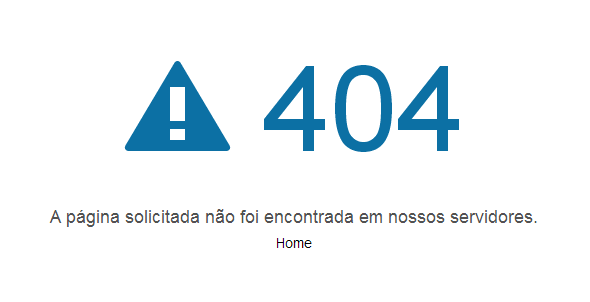 404
A página solicitada não foi encontrada em nossos servidores.
Home